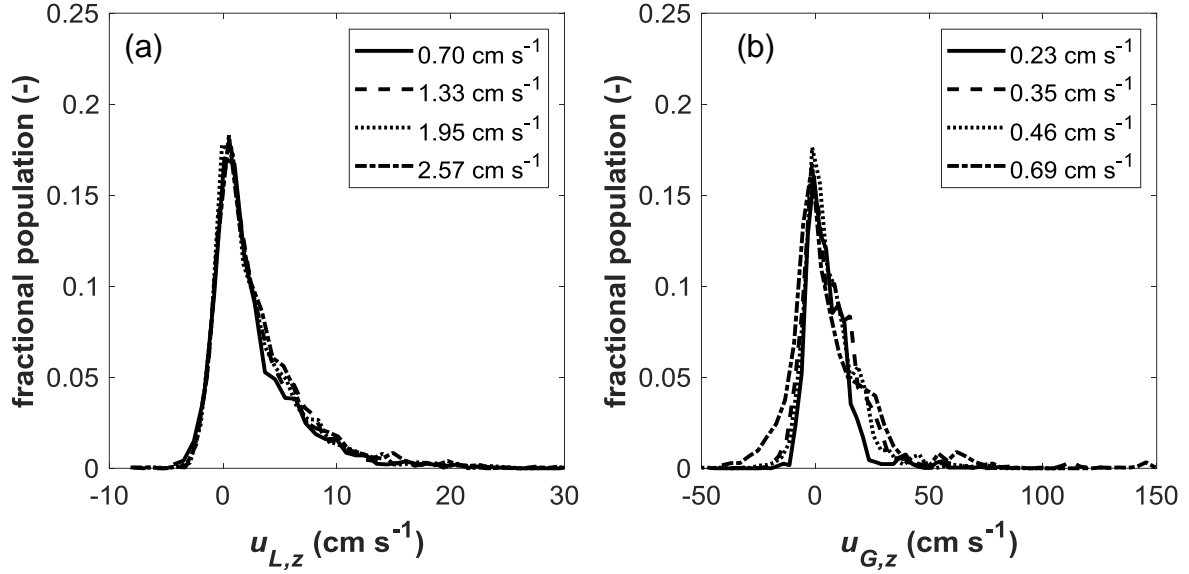 (a)
0.70 cm s⁻¹
1.33 cm s⁻¹
1.95 cm s⁻¹
2.57 cm s⁻¹
fractional population (-)
0.25
0.2
0.15
0.1
0.05
0
-10
0
10
20
30
u_{L,z} (cm s⁻¹)
(b)
0.23 cm s⁻¹
0.35 cm s⁻¹
0.46 cm s⁻¹
0.69 cm s⁻¹
fractional population (-)
0.25
0.2
0.15
0.1
0.05
0
-50
0
50
100
150
u_{G,z} (cm s⁻¹)